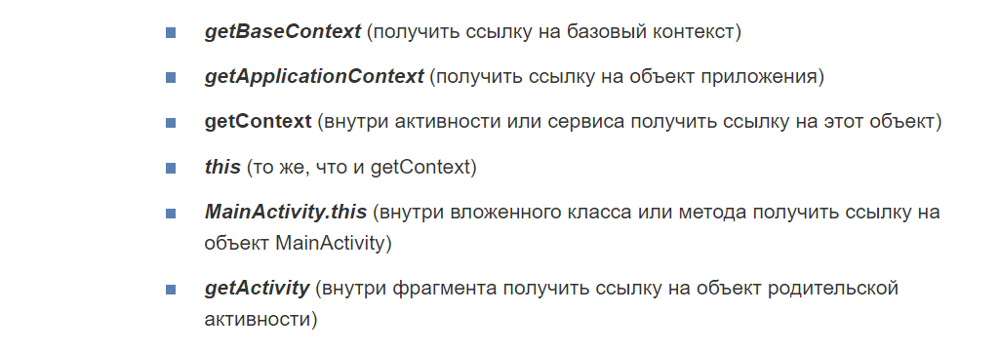 getBaseContext (получить ссылку на базовый контекст)
getApplicationContext (получить ссылку на объект приложения)
getContext (внутри активности или сервиса получить ссылку на этот объект)
this (то же, что и getContext)
MainActivity.this (внутри вложенного класса или метода получить ссылку на
объект MainActivity)
getActivity (внутри фрагмента получить ссылку на объект родительской
активности)